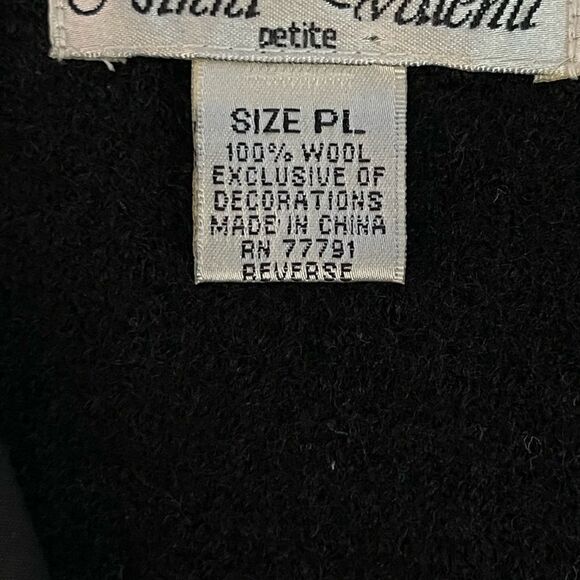 petite
SIZE PL
100% WOOL
EXCLUSIVE OF
DECORATIONS
MADE IN CHINA
RN 77791
REVERSE